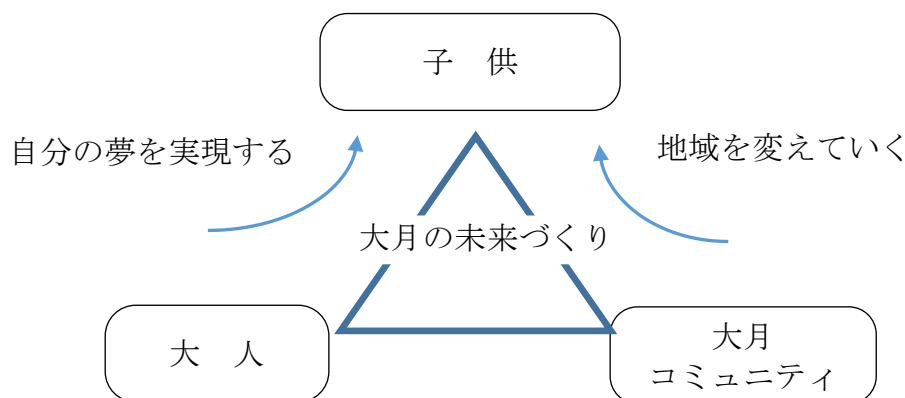 子　供
自分の夢を実現する
地域を変えていく
大月の未来づくり
大　人
大月
コミュニティ